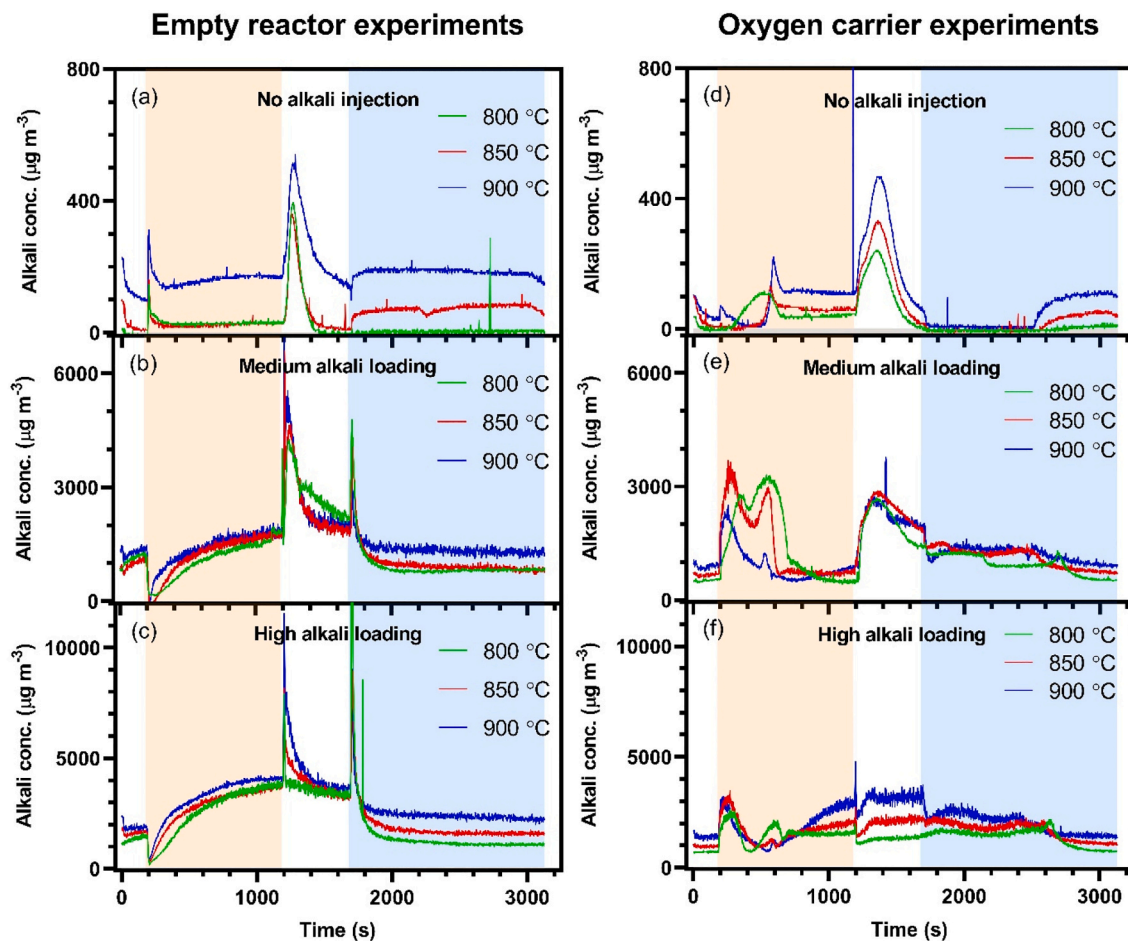 Empty reactor experiments
Oxygen carrier experiments
(a)
No alkali injection
800 °C
850 °C
900 °C
800
400
0
Alkali conc. (µg m⁻³)
(b)
Medium alkali loading
800 °C
850 °C
900 °C
6000
3000
0
Alkali conc. (µg m⁻³)
(c)
High alkali loading
800 °C
850 °C
900 °C
10000
5000
0
Alkali conc. (µg m⁻³)
0 1000 2000 3000
Time (s)
(d)
No alkali injection
800 °C
850 °C
900 °C
800
400
0
Alkali conc. (µg m⁻³)
(e)
Medium alkali loading
800 °C
850 °C
900 °C
6000
3000
0
Alkali conc. (µg m⁻³)
(f)
High alkali loading
800 °C
850 °C
900 °C
10000
5000
0
Alkali conc. (µg m⁻³)
0 1000 2000 3000
Time (s)